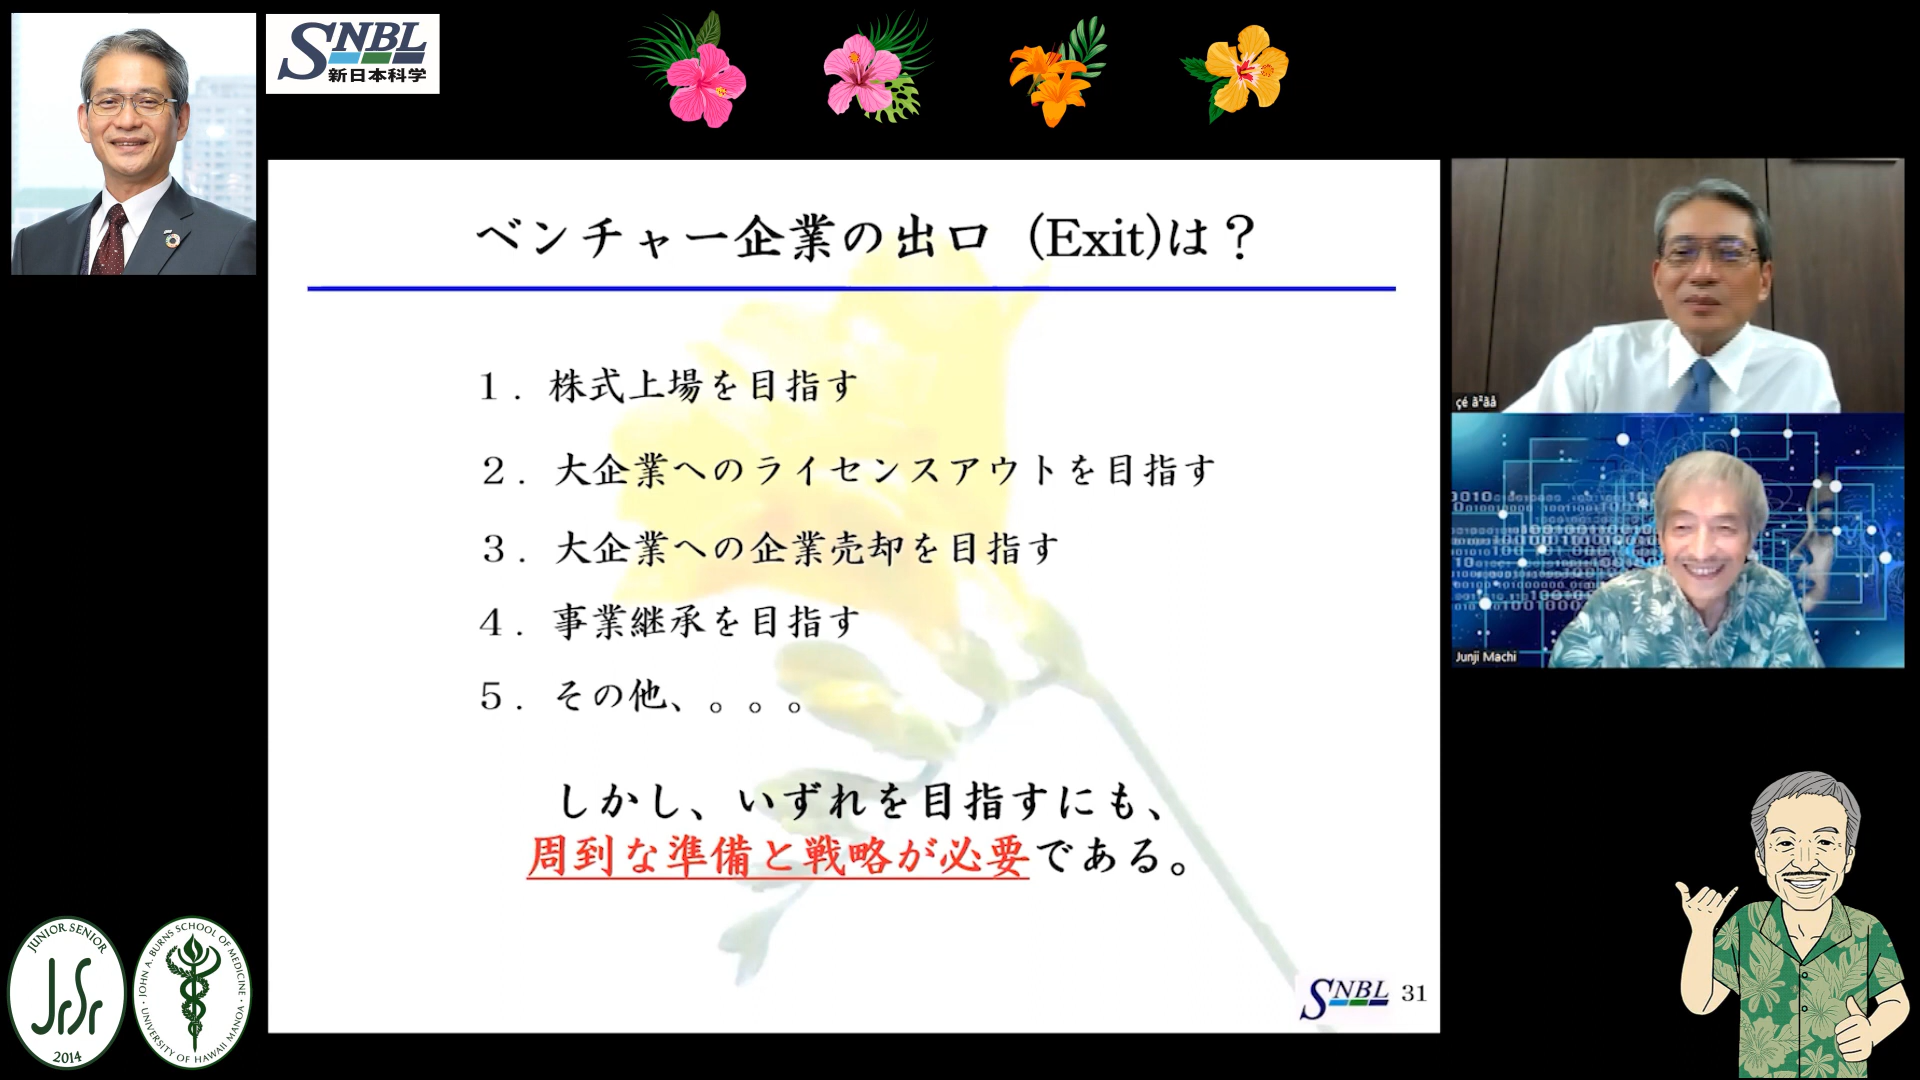 SNBL
新日本科学
ベンチャー企業の出口 (Exit)は？
１．株式上場を目指す
２．大企業へのライセンスアウトを目指す
３．大企業への企業売却を目指す
４．事業継承を目指す
５．その他、。。。
しかし、いずれを目指すにも、
周到な準備と戦略が必要である。
SNBL 31
çé ã²ãå
Junji Machi
JUNIOR SENIOR
JrSr
2014
JOHN A. BURNS SCHOOL OF MEDICINE
UNIVERSITY OF HAWAII MANOA